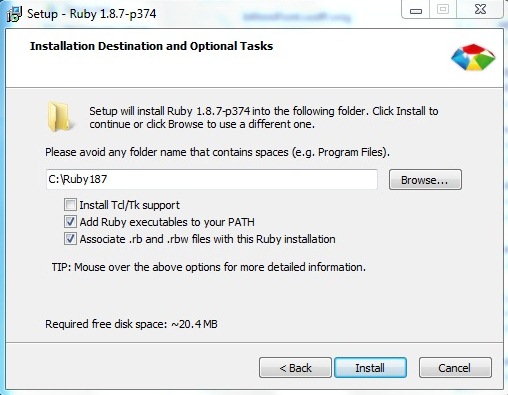 Setup - Ruby 1.8.7-p374
Installation Destination and Optional Tasks
Setup will install Ruby 1.8.7-p374 into the following folder. Click Install to
continue or click Browse to use a different one.
Please avoid any folder name that contains spaces (e.g. Program Files).
C:\Ruby187
Browse...
Install Tcl/Tk support
Add Ruby executables to your PATH
Associate .rb and .rbw files with this Ruby installation
TIP: Mouse over the above options for more detailed information.
Required free disk space: ~20.4 MB
< Back
Install
Cancel